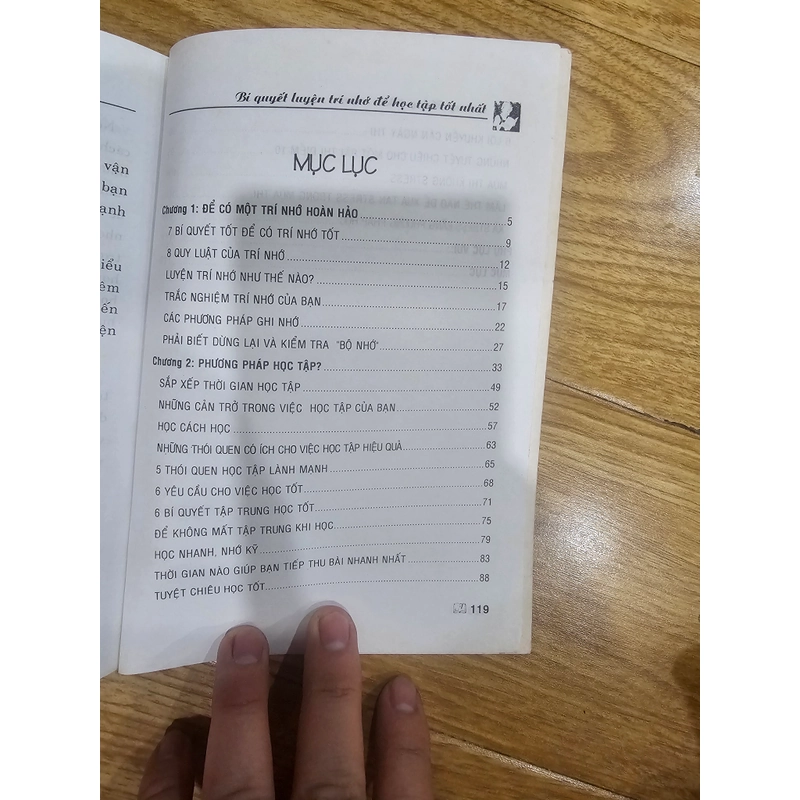 Bí quyết luyện trí nhớ để học tập tốt nhất
MỤC LỤC
Chương 1: ĐỂ CÓ MỘT TRÍ NHỚ HOÀN HẢO 5
7 BÍ QUYẾT TỐT ĐỂ CÓ TRÍ NHỚ TỐT 9
8 QUY LUẬT CỦA TRÍ NHỚ 12
LUYỆN TRÍ NHỚ NHƯ THẾ NÀO? 15
TRẮC NGHIỆM TRÍ NHỚ CỦA BẠN 17
CÁC PHƯƠNG PHÁP GHI NHỚ 22
PHẢI BIẾT DỪNG LẠI VÀ KIỂM TRA "BỘ NHỚ" 27
Chương 2: PHƯƠNG PHÁP HỌC TẬP? 33
SẮP XẾP THỜI GIAN HỌC TẬP 49
NHỮNG CẢN TRỞ TRONG VIỆC HỌC TẬP CỦA BẠN 52
HỌC CÁCH HỌC 57
NHỮNG THÓI QUEN CÓ ÍCH CHO VIỆC HỌC TẬP HIỆU QUẢ 63
5 THÓI QUEN HỌC TẬP LÀNH MẠNH 65
6 YÊU CẦU CHO VIỆC HỌC TỐT 68
6 BÍ QUYẾT TẬP TRUNG HỌC TỐT 71
ĐỂ KHÔNG MẤT TẬP TRUNG KHI HỌC 75
HỌC NHANH, NHỚ KỸ 79
THỜI GIAN NÀO GIÚP BẠN TIẾP THU BÀI NHANH NHẤT 83
TUYỆT CHIÊU HỌC TỐT 88
119
vận
bạn